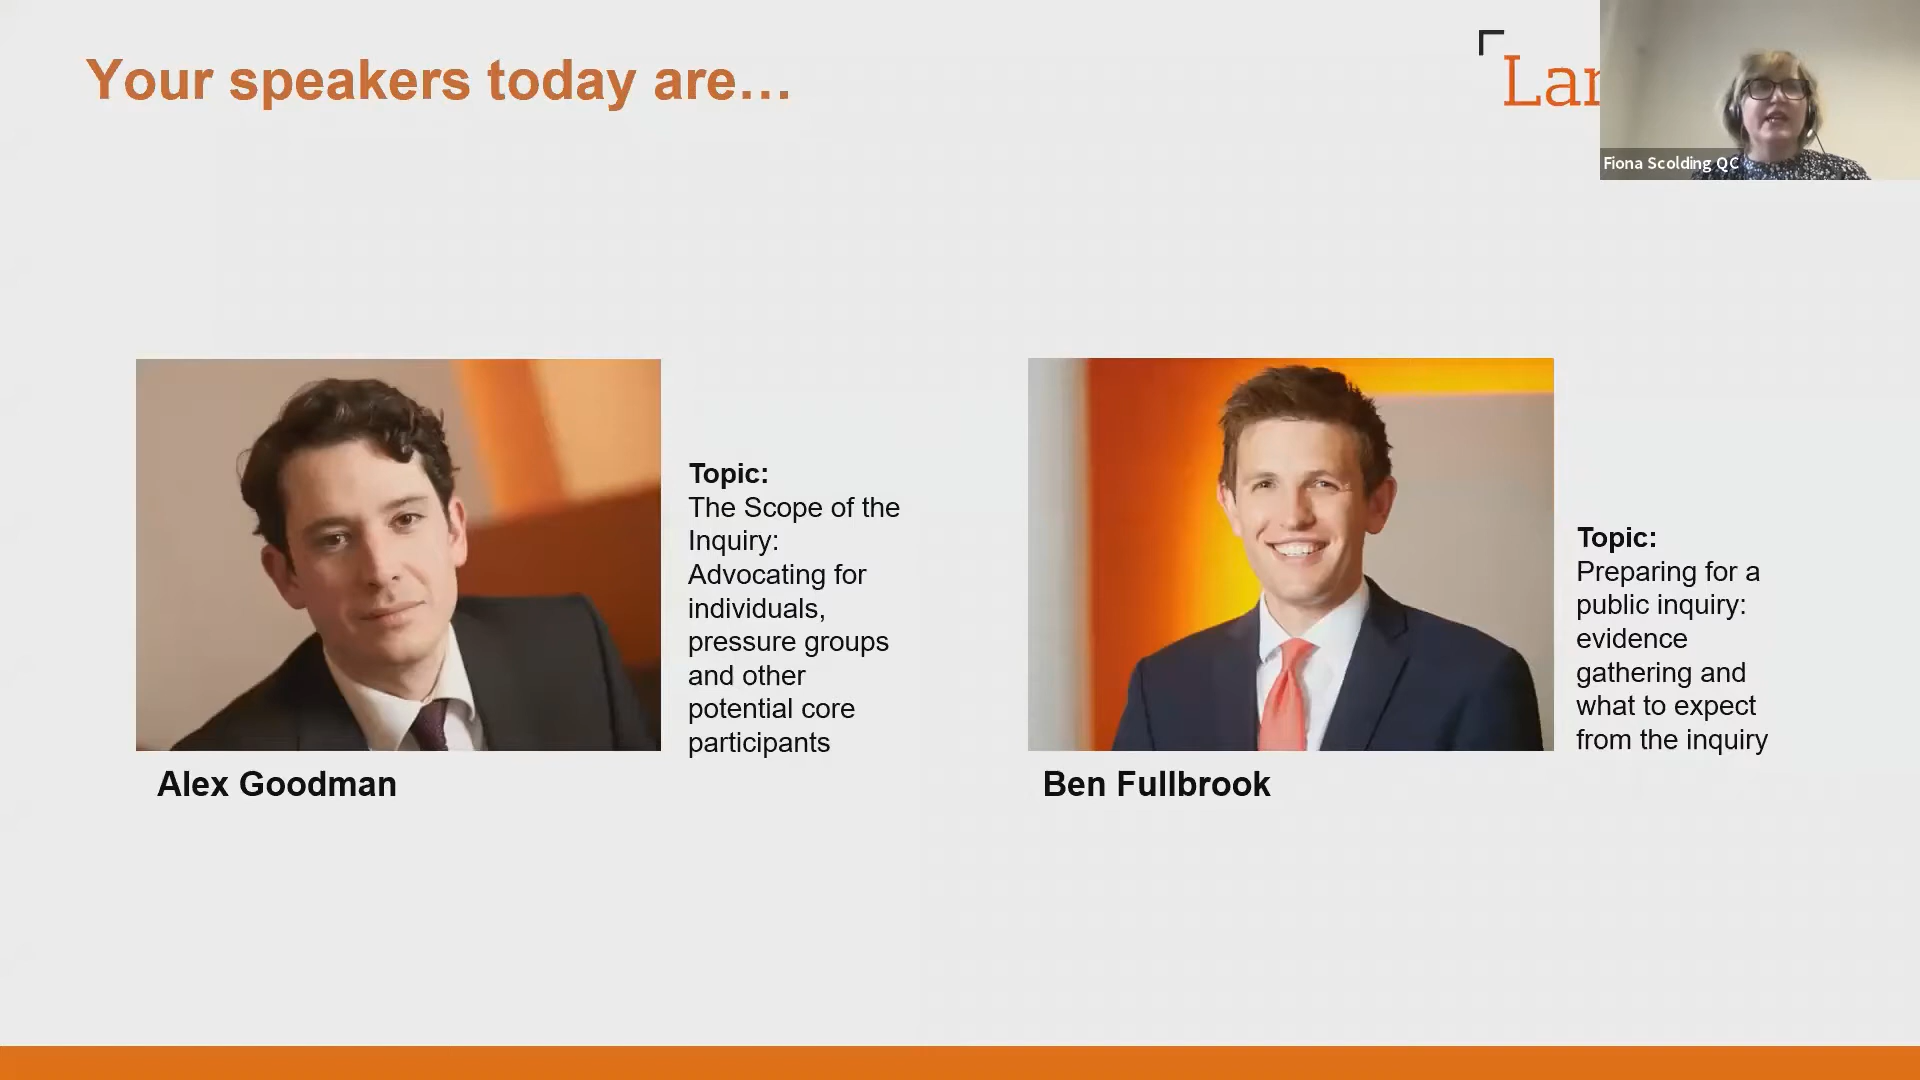 Your speakers today are...
Lar
Fiona Scolding QC
Topic:
The Scope of the
Inquiry:
Advocating for
individuals,
pressure groups
and other
potential core
participants
Alex Goodman
Topic:
Preparing for a
public inquiry:
evidence
gathering and
what to expect
from the inquiry
Ben Fullbrook